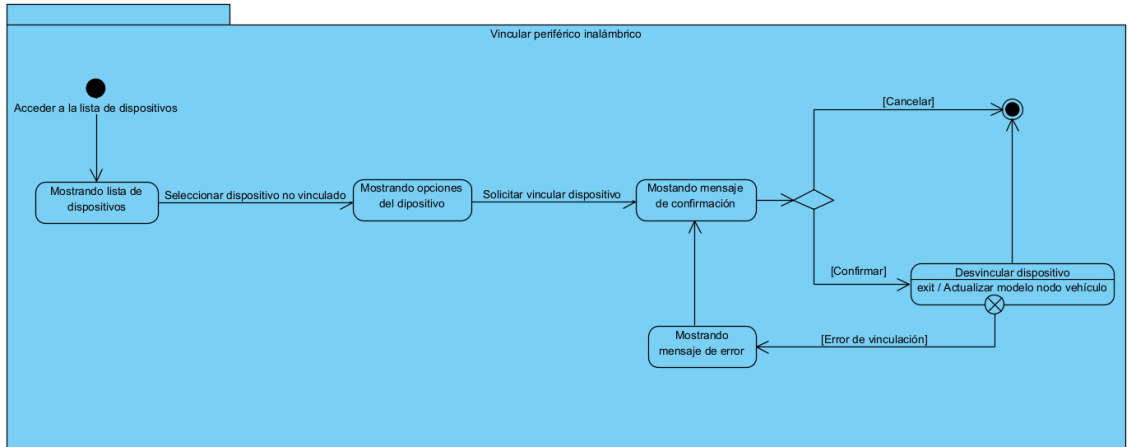 Vincular periférico inalámbrico
Acceder a la lista de dispositivos
[Cancelar]
Mostrando lista de
dispositivos
Seleccionar dispositivo no vinculado
Mostrando opciones
del dipositivo
Solicitar vincular dispositivo
Mostando mensaje
de confirmación
[Confirmar]
Desvincular dispositivo
exit / Actualizar modelo nodo vehículo
Mostrando
mensaje de error
[Error de vinculación]